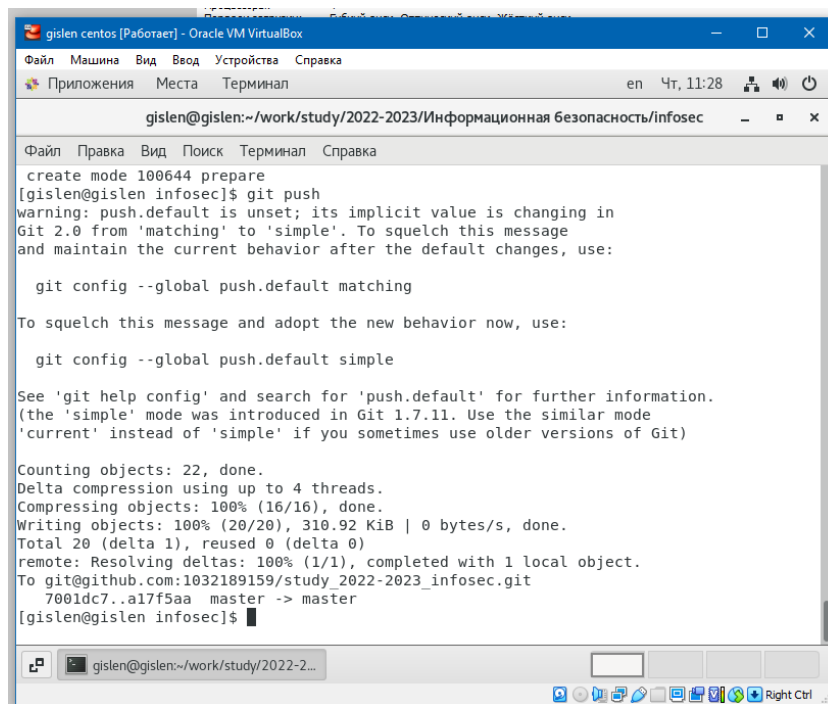 gislen centos [Работает] - Oracle VM VirtualBox
Файл Машина Вид Ввод Устройства Справка
Приложения Места Терминал en Чт, 11:28
gislen@gislen:~/work/study/2022-2023/Информационная безопасность/infosec
Файл Правка Вид Поиск Терминал Справка
create mode 100644 prepare
[gislen@gislen infosec]$ git push
warning: push.default is unset; its implicit value is changing in
Git 2.0 from 'matching' to 'simple'. To squelch this message
and maintain the current behavior after the default changes, use:
git config --global push.default matching
To squelch this message and adopt the new behavior now, use:
git config --global push.default simple
See 'git help config' and search for 'push.default' for further information.
(the 'simple' mode was introduced in Git 1.7.11. Use the similar mode
'current' instead of 'simple' if you sometimes use older versions of Git)
Counting objects: 22, done.
Delta compression using up to 4 threads.
Compressing objects: 100% (16/16), done.
Writing objects: 100% (20/20), 310.92 KiB | 0 bytes/s, done.
Total 20 (delta 1), reused 0 (delta 0)
remote: Resolving deltas: 100% (1/1), completed with 1 local object.
To git@github.com:1032189159/study_2022-2023_infosec.git
7001dc7..a17f5aa master -> master
[gislen@gislen infosec]$
gislen@gislen:~/work/study/2022-2...
Right Ctrl